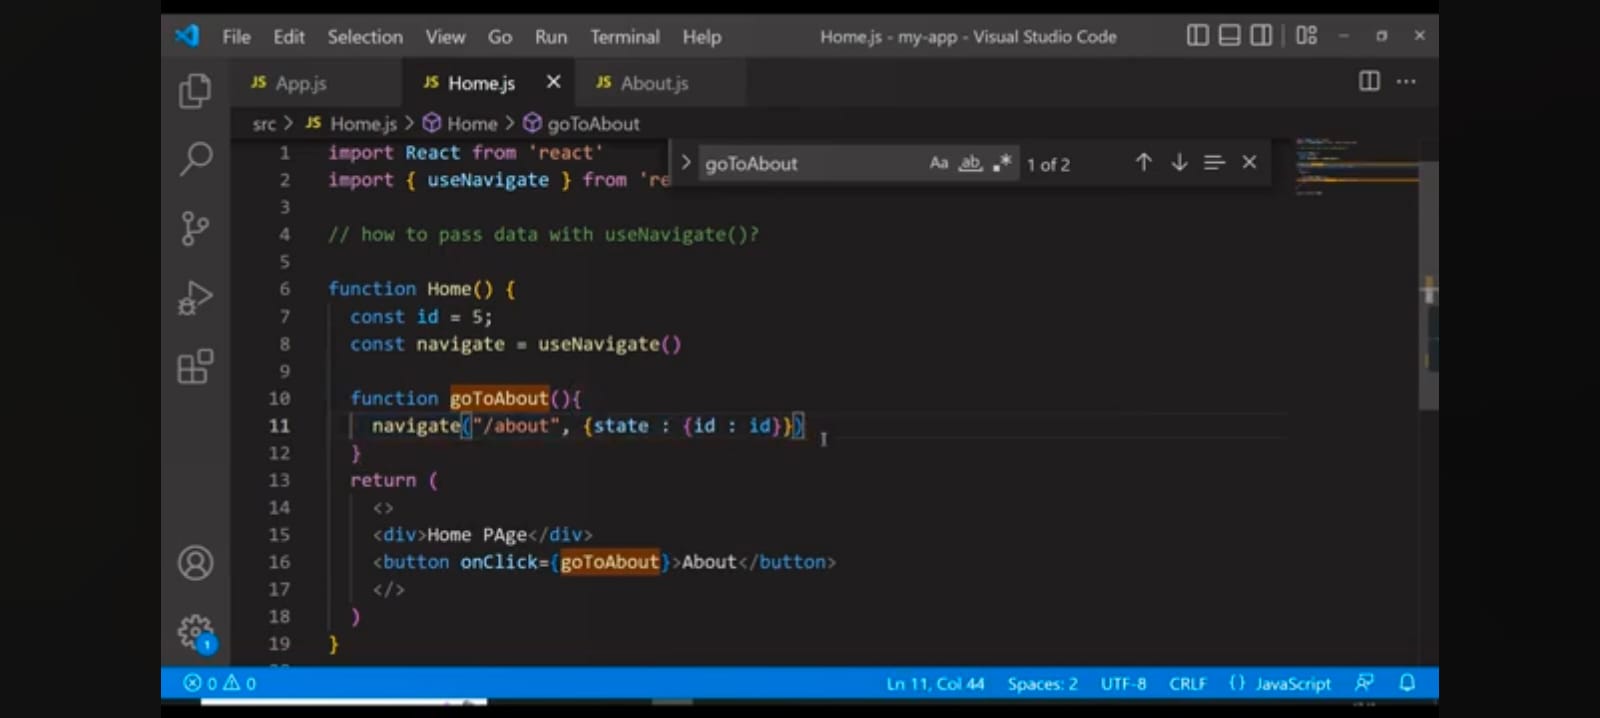 File Edit Selection View Go Run Terminal Help Home.js - my-app - Visual Studio Code
JS App.js JS Home.js JS About.js
src > JS Home.js > Home > goToAbout
goToAbout Aa ab 1 of 2
1 import React from 'react'
2 import { useNavigate } from 're
3
4 // how to pass data with useNavigate()?
5
6 function Home() {
7 const id = 5;
8 const navigate = useNavigate()
9
10 function goToAbout(){
11 navigate("/about", {state : {id : id}})
12 }
13 return (
14 <>
15 <div>Home PAge</div>
16 <button onClick={goToAbout}>About</button>
17 </>
18 )
19 }
1
0 0 Ln 11, Col 44 Spaces: 2 UTF-8 CRLF {} JavaScript